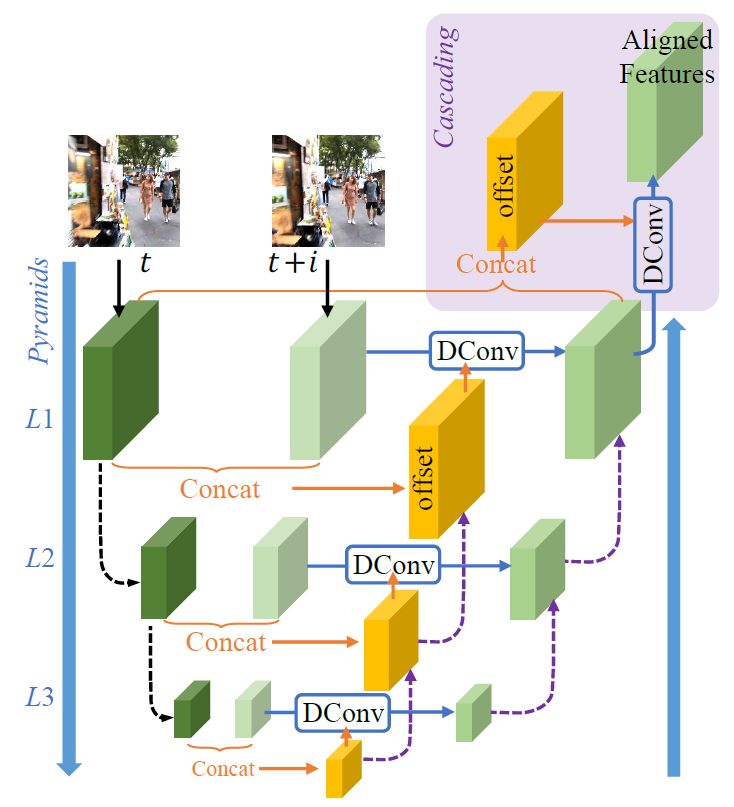 Aligned
Features
Cascading
offset
DConv
Concat
t
t+i
Pyramids
L1
DConv
offset
Concat
L2
DConv
Concat
L3
DConv
Concat